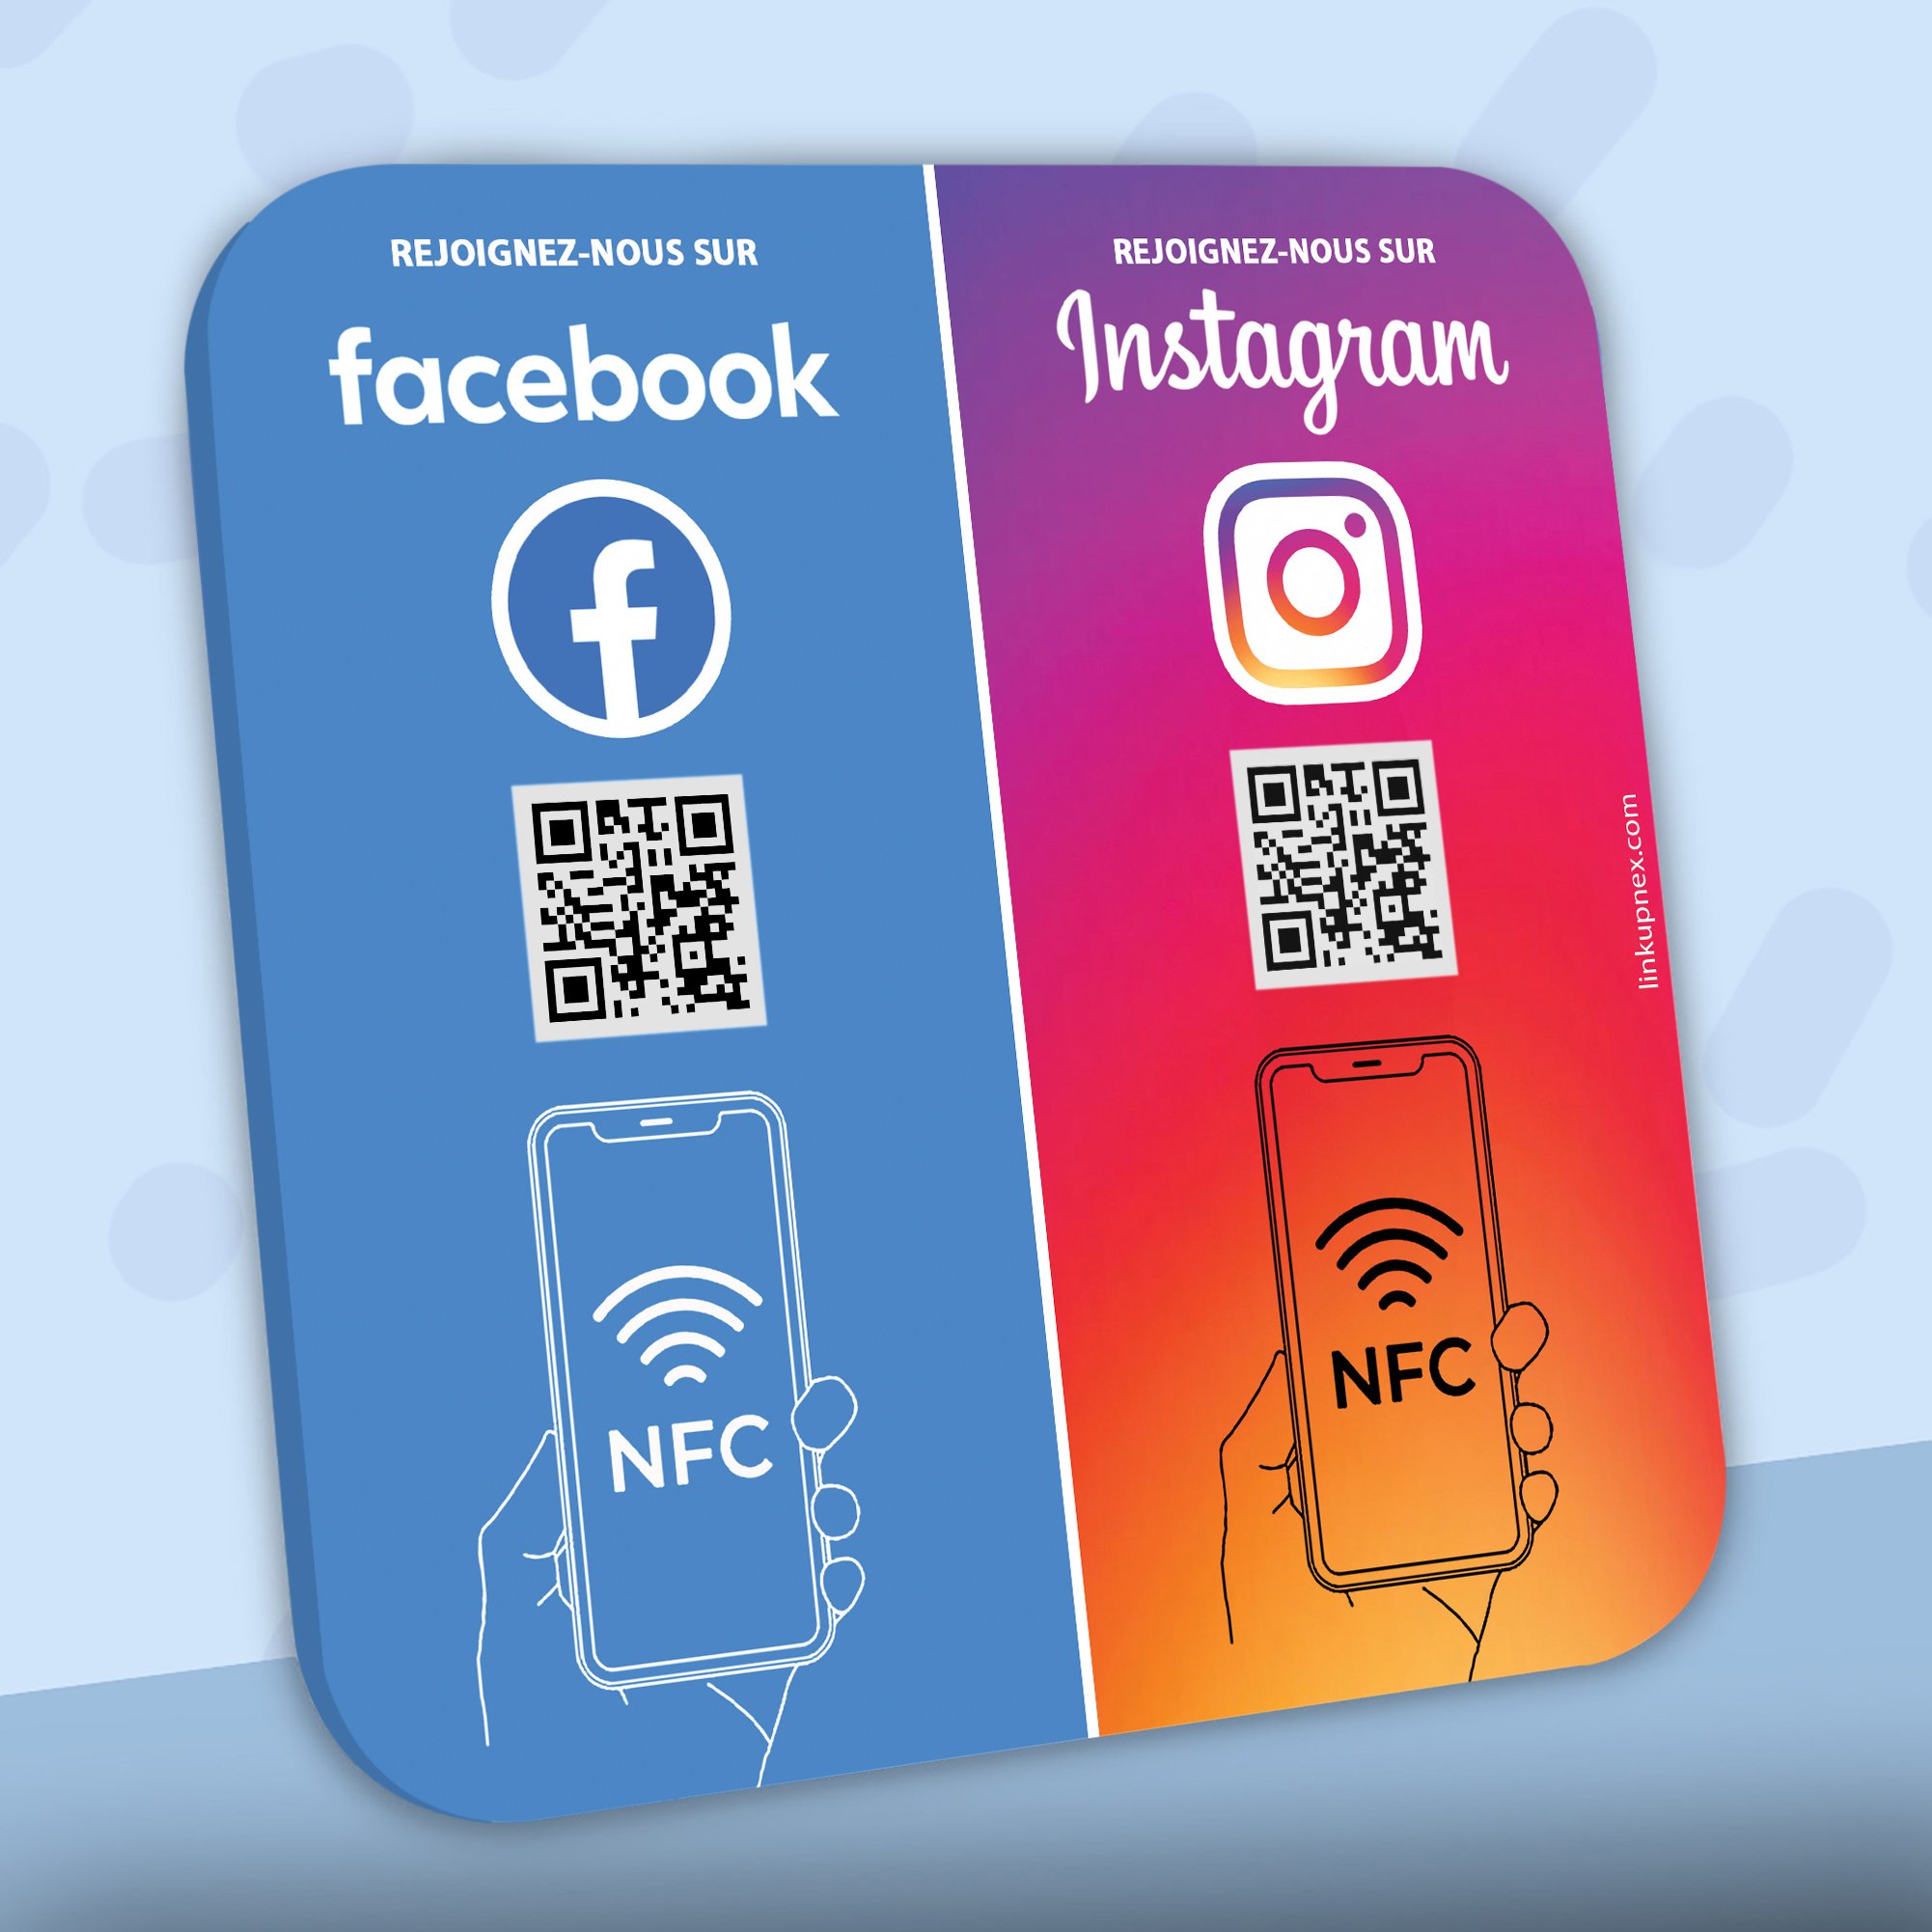 REJOIGNEZ-NOUS SUR
facebook
f
NFC
REJOIGNEZ-NOUS SUR
Instagram
NFC
linkupnex.com